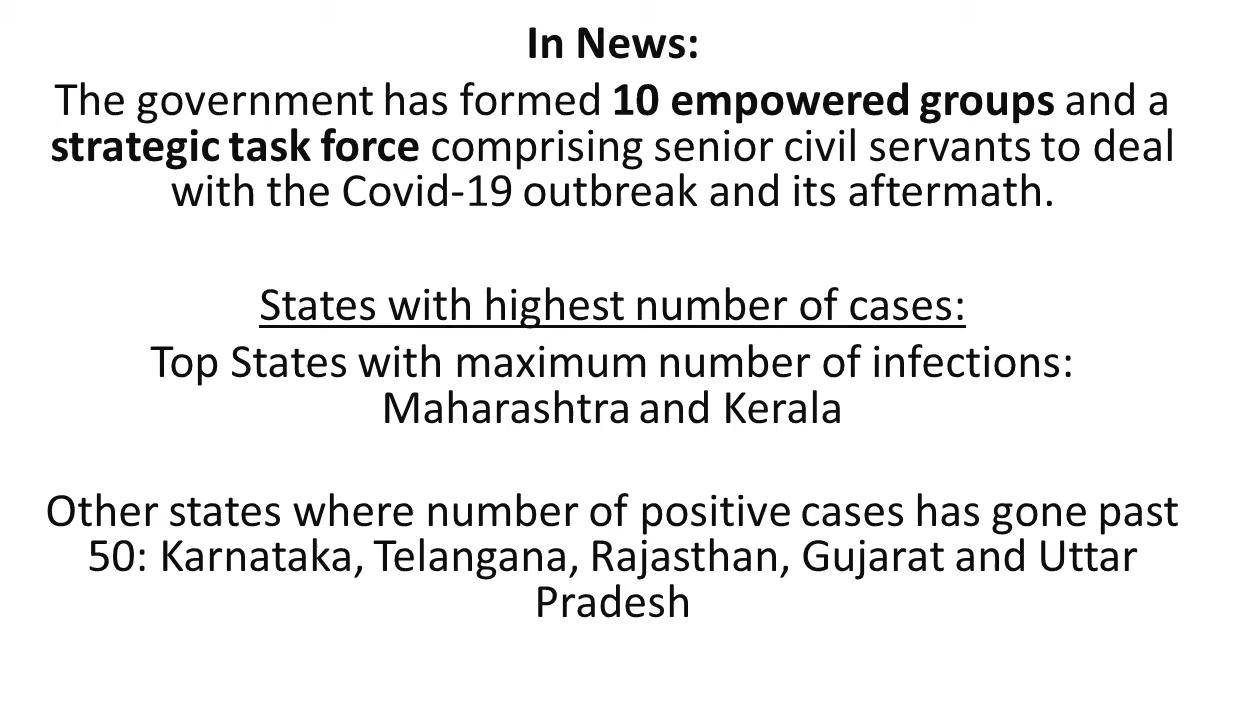 In News:
The government has formed 10 empowered groups and a
strategic task force comprising senior civil servants to deal
with the Covid-19 outbreak and its aftermath.
States with highest number of cases:
Top States with maximum number of infections:
Maharashtra and Kerala
Other states where number of positive cases has gone past
50: Karnataka, Telangana, Rajasthan, Gujarat and Uttar
Pradesh